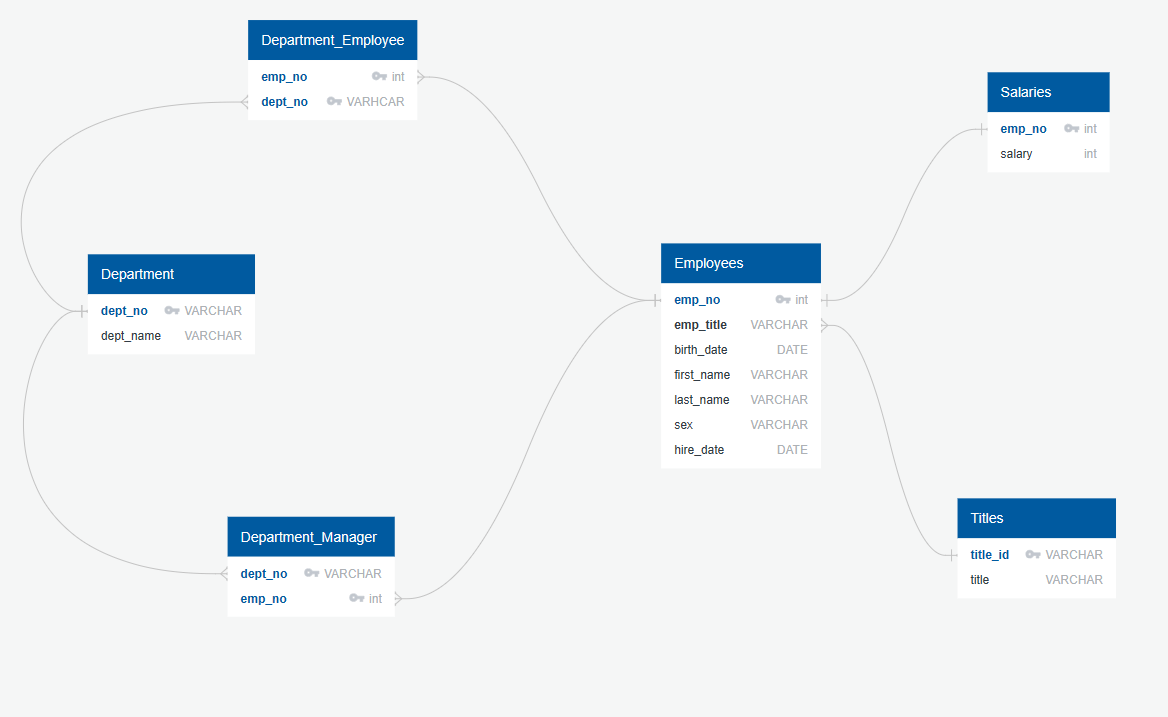 Department_Employee
emp_no int
dept_no VARHCAR
Salaries
emp_no int
salary int
Department
dept_no VARCHAR
dept_name VARCHAR
Employees
emp_no int
emp_title VARCHAR
birth_date DATE
first_name VARCHAR
last_name VARCHAR
sex VARCHAR
hire_date DATE
Department_Manager
dept_no VARCHAR
emp_no int
Titles
title_id VARCHAR
title VARCHAR